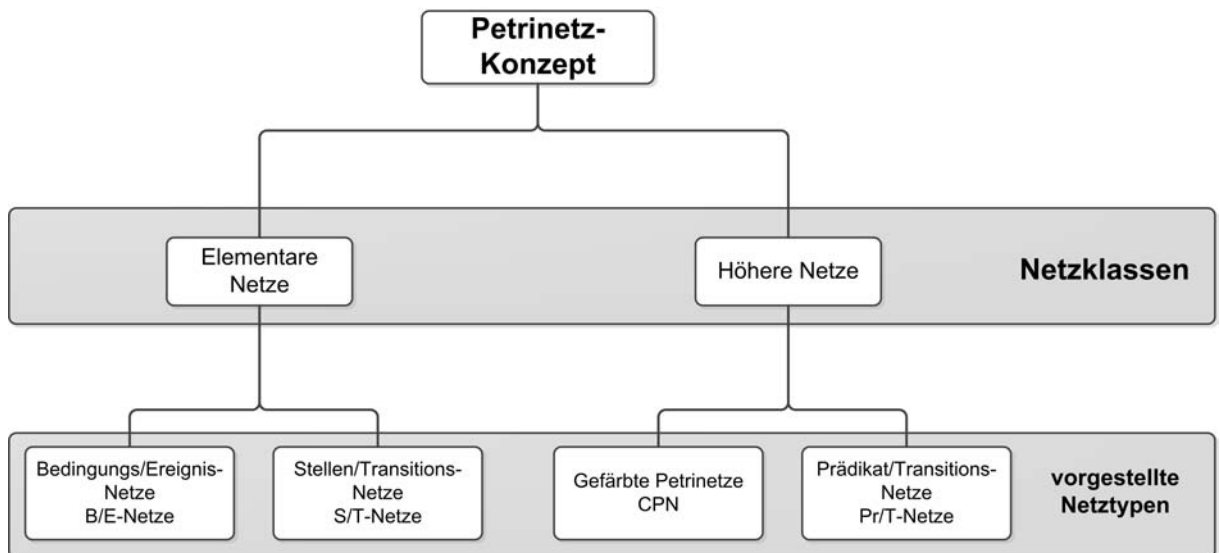 Petrinetz-
Konzept
Elementare
Netze
Höhere Netze
Netzklassen
Bedingungs/Ereignis-
Netze
B/E-Netze
Stellen/Transitions-
Netze
S/T-Netze
Gefärbte Petrinetze
CPN
Prädikat/Transitions-
Netze
Pr/T-Netze
vorgestellte
Netztypen